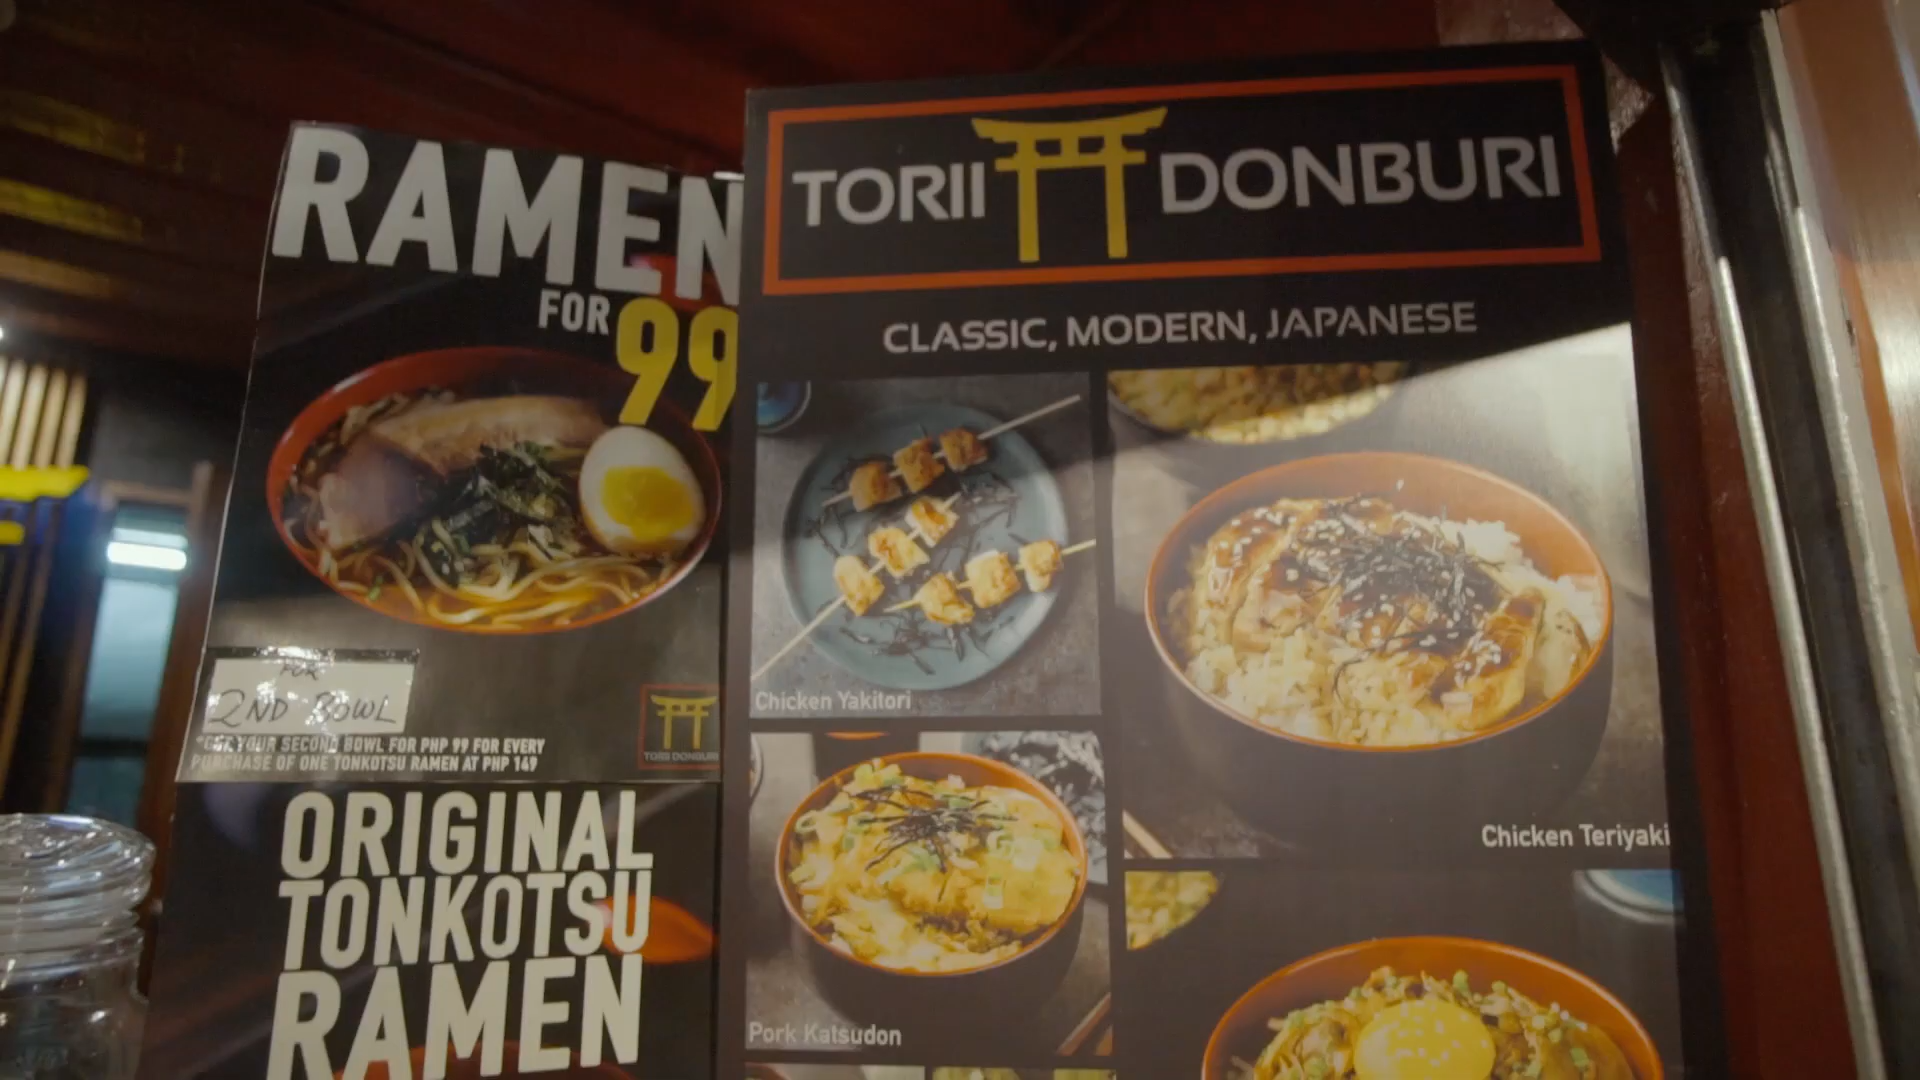 RAMEN
FOR 99
FOR
2ND BOWL
*GET YOUR SECOND BOWL FOR PHP 99 FOR EVERY
PURCHASE OF ONE TONKOTSU RAMEN AT PHP 149
TORII DONBURI
ORIGINAL
TONKOTSU
RAMEN
TORII DONBURI
CLASSIC, MODERN, JAPANESE
Chicken Yakitori
Chicken Teriyaki
Pork Katsudon